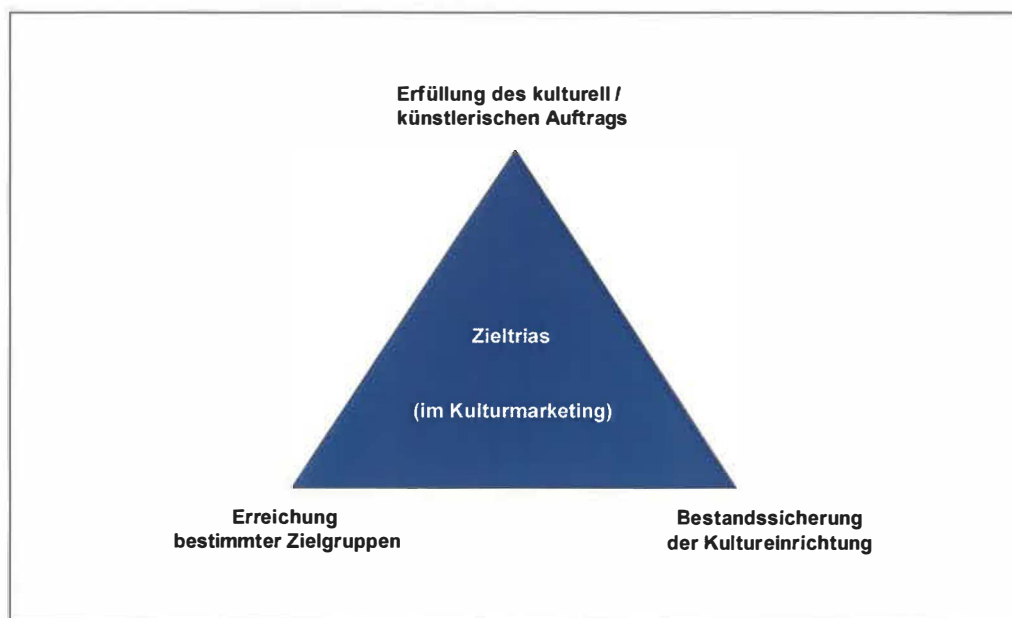 Erfüllung des kulturell /
künstlerischen Auftrags
Zieltrias
(im Kulturmarketing)
Erreichung
bestimmter Zielgruppen
Bestandssicherung
der Kultureinrichtung